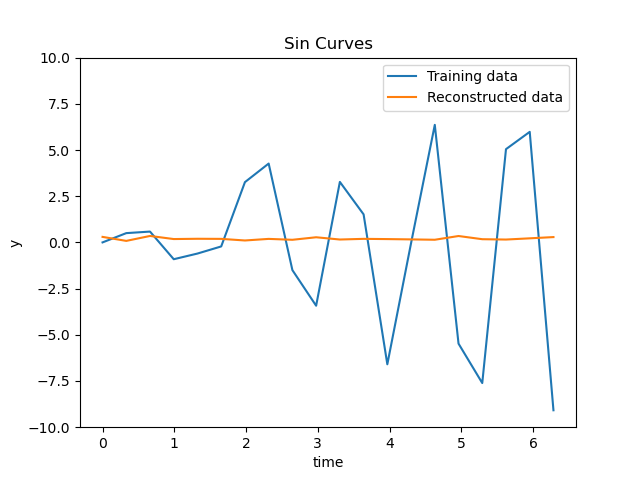 Sin Curves
10.0
7.5
5.0
2.5
0.0
−2.5
−5.0
−7.5
−10.0
y
Training data
Reconstructed data
0 1 2 3 4 5 6
time